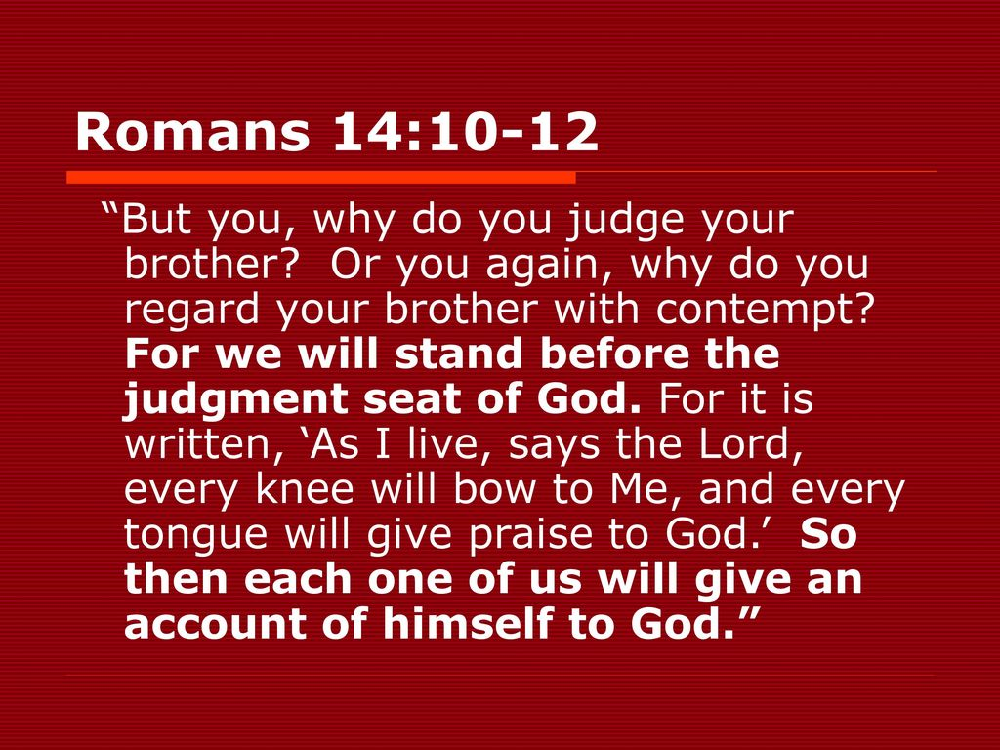 Romans 14:10-12
“But you, why do you judge your
brother?  Or you again, why do you
regard your brother with contempt?
For we will stand before the
judgment seat of God. For it is
written, ‘As I live, says the Lord,
every knee will bow to Me, and every
tongue will give praise to God.’  So
then each one of us will give an
account of himself to God.”